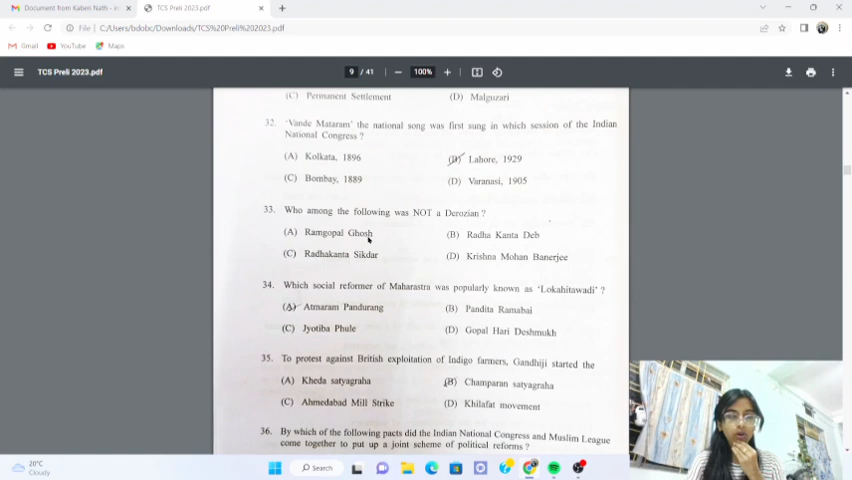 Document from Kaberi Nath - in
TCS Preli 2023.pdf
File | C:/Users/bdobc/Downloads/TCS%20Preli%202023.pdf
Gmail YouTube Maps
TCS Preli 2023.pdf 9 / 41 100%
(C) Permanent Settlement (D) Malguzari
32. 'Vande Mataram' the national song was first sung in which session of the Indian
National Congress ?
(A) Kolkata, 1896 (B) Lahore, 1929
(C) Bombay, 1889 (D) Varanasi, 1905
33. Who among the following was NOT a Derozian ?
(A) Ramgopal Ghosh (B) Radha Kanta Deb
(C) Radhakanta Sikdar (D) Krishna Mohan Banerjee
34. Which social reformer of Maharastra was popularly known as 'Lokahitawadi' ?
(A) Atmaram Pandurang (B) Pandita Ramabai
(C) Jyotiba Phule (D) Gopal Hari Deshmukh
35. To protest against British exploitation of Indigo farmers, Gandhiji started the
(A) Kheda satyagraha (B) Champaran satyagraha
(C) Ahmedabad Mill Strike (D) Khilafat movement
36. By which of the following pacts did the Indian National Congress and Muslim League
come together to put up a joint scheme of political reforms ?
20°C
Cloudy
Search